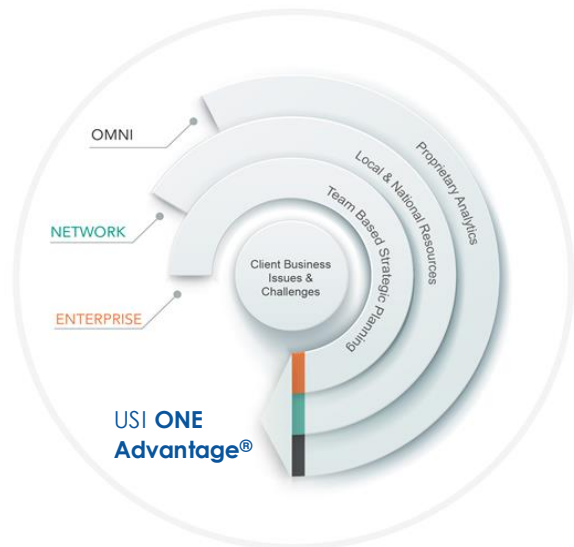 OMNI
NETWORK
ENTERPRISE
Proprietary Analytics
Local & National Resources
Team Based Strategic Planning
Client Business
Issues &
Challenges
USI ONE
Advantage®